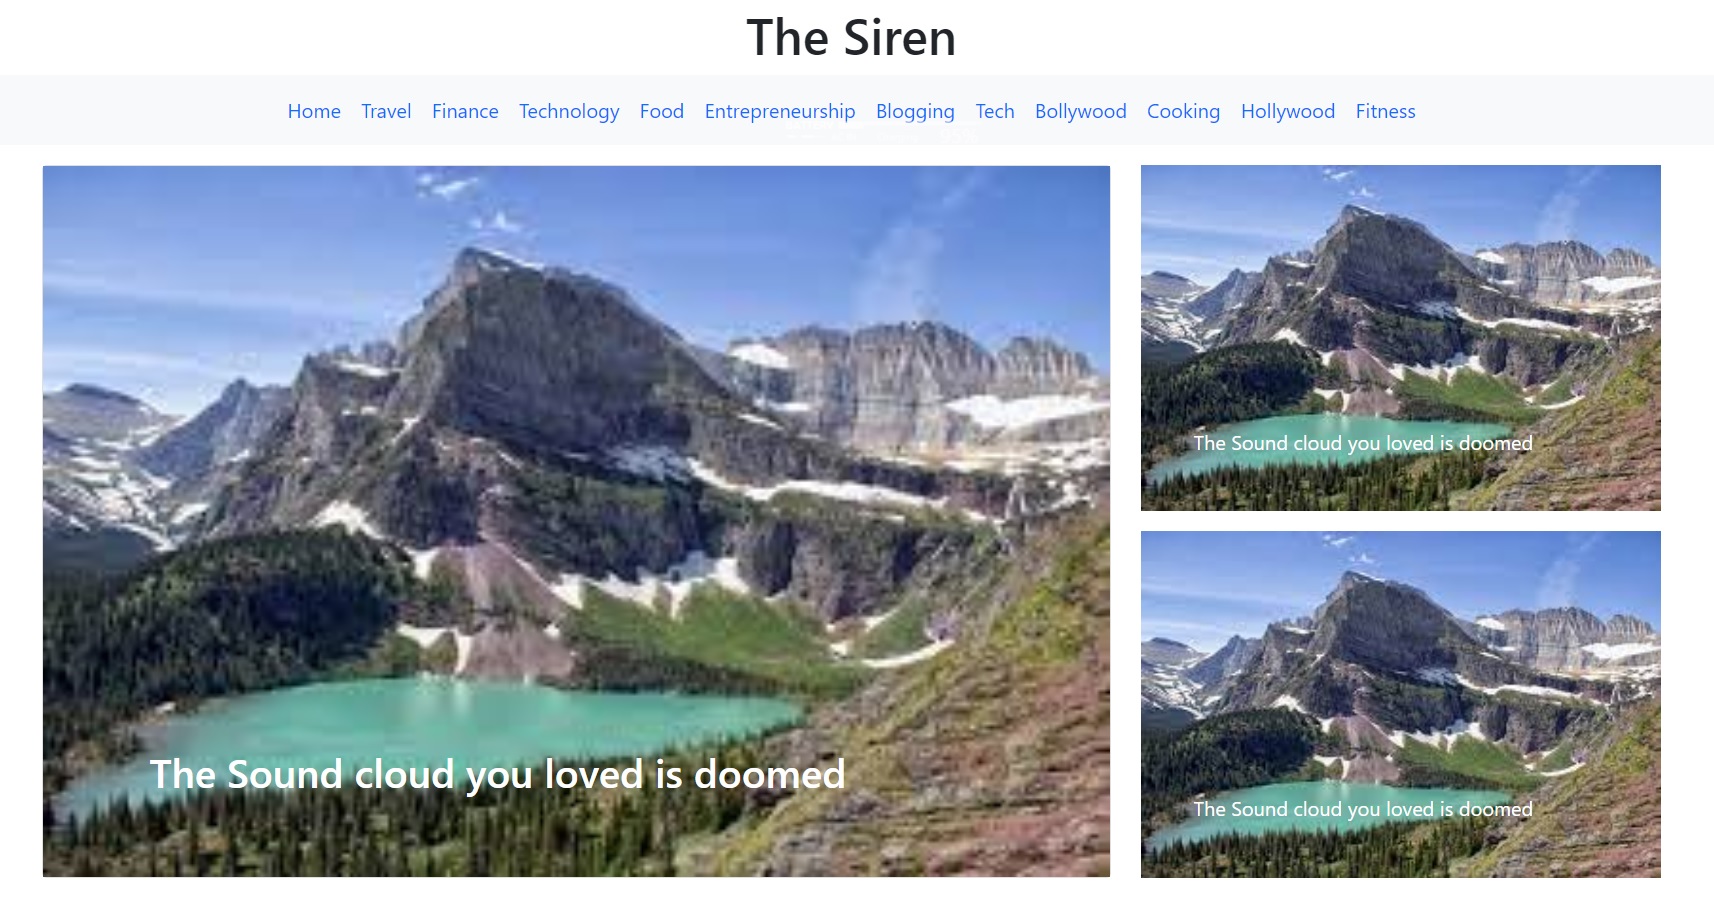 The Siren
Home Travel Finance Technology Food Entrepreneurship Blogging Tech Bollywood Cooking Hollywood Fitness
The Sound cloud you loved is doomed
The Sound cloud you loved is doomed
The Sound cloud you loved is doomed